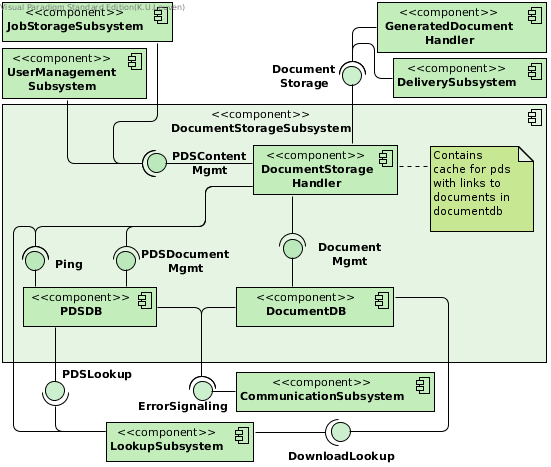 Visual Paradigm Standard Edition(K.U.Leuven)
<<component>>
JobStorageSubsystem
<<component>>
GeneratedDocument
Handler
<<component>>
UserManagement
Subsystem
Document
Storage
<<component>>
DeliverySubsystem
<<component>>
DocumentStorageSubsystem
PDSContent
Mgmt
<<component>>
DocumentStorage
Handler
Contains
cache for pds
with links to
documents in
documentdb
Ping
PDSDocument
Mgmt
Document
Mgmt
<<component>>
PDSDB
<<component>>
DocumentDB
PDSLookup
ErrorSignaling
<<component>>
CommunicationSubsystem
<<component>>
LookupSubsystem
DownloadLookup